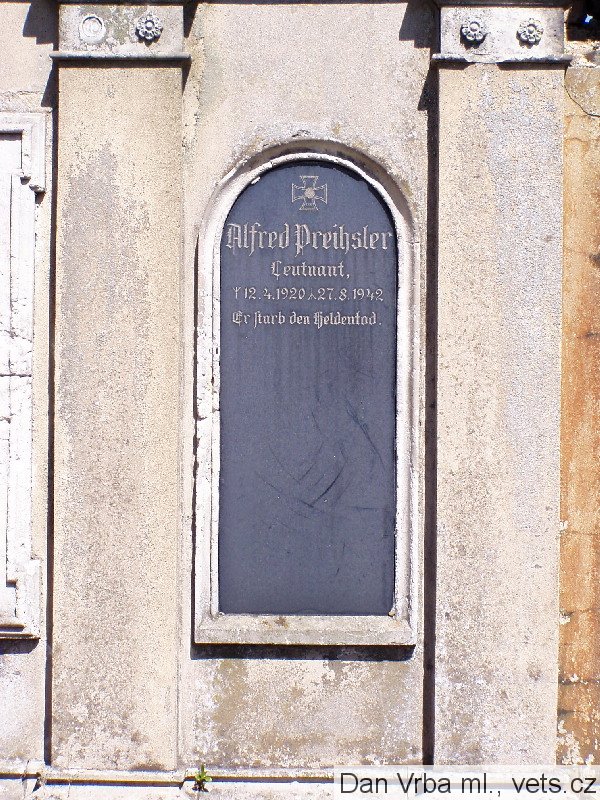 Alfred Preihsler
Leutnant,
ᛉ 12.4.1920 ᛣ 27.8.1942
Er starb den Heldentod.
Dan Vrba ml., vets.cz